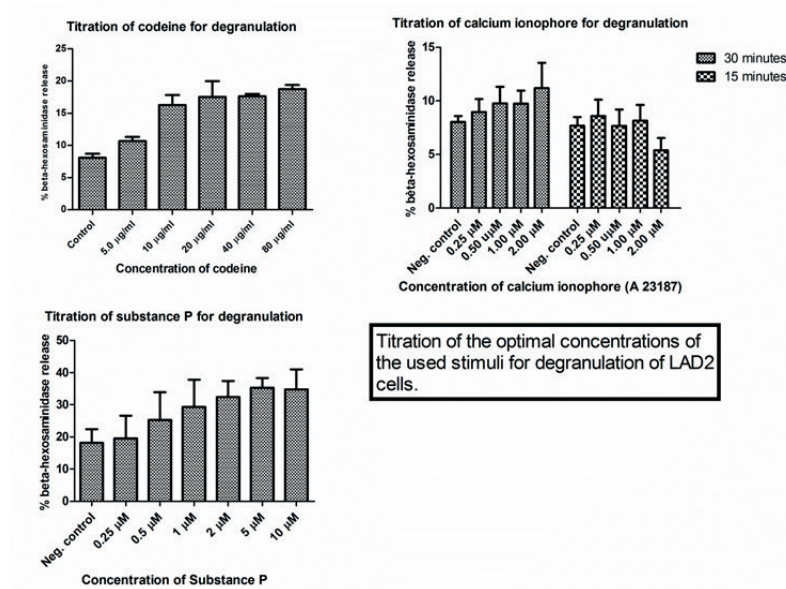 Titration of codeine for degranulation
% beta-hexosaminidase release
25
20
15
10
5
0
Control
5.0 µg/ml
10 µg/ml
20 µg/ml
40 µg/ml
80 µg/ml
Concentration of codeine
Titration of calcium ionophore for degranulation
% bèta-hexosaminidase release
15
10
5
0
Neg. control
0.25 µM
0.50 uµM
1.00 µM
2.00 µM
Neg. control
0.25 µM
0.50 uµM
1.00 µM
2.00 µM
Concentration of calcium ionophore (A 23187)
30 minutes
15 minutes
Titration of substance P for degranulation
% beta-hexosaminidase release
50
40
30
20
10
0
Neg. control
0.25 µM
0.5 µM
1 µM
2 µM
5 µM
10 µM
Concentration of Substance P
Titration of the optimal concentrations of
the used stimuli for degranulation of LAD2
cells.